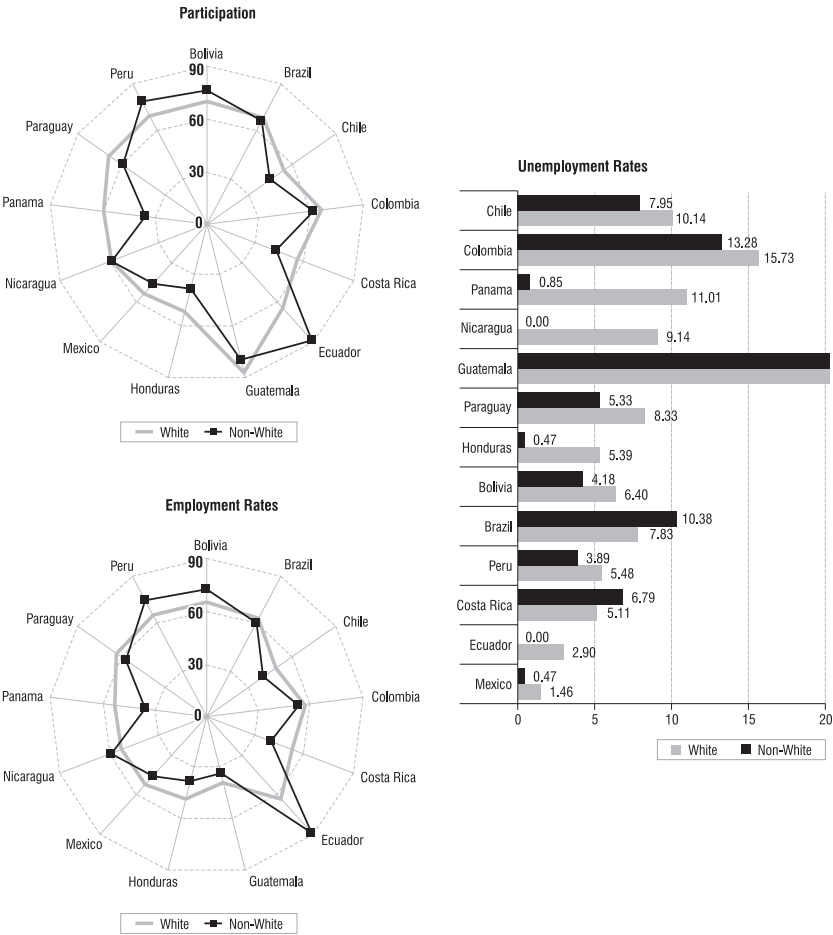 Participation
Bolivia
90
Peru
Brazil
Paraguay
Chile
60
30
Panama
Colombia
0
Nicaragua
Costa Rica
Mexico
Ecuador
Honduras
Guatemala
White
Non-White
Employment Rates
Bolivia
90
Peru
Brazil
Paraguay
Chile
60
30
Panama
Colombia
0
Nicaragua
Costa Rica
Mexico
Ecuador
Honduras
Guatemala
White
Non-White
Unemployment Rates
Chile
7.95
10.14
Colombia
13.28
15.73
Panama
0.85
11.01
Nicaragua
0.00
9.14
Guatemala
Paraguay
5.33
8.33
Honduras
0.47
5.39
Bolivia
4.18
6.40
Brazil
10.38
7.83
Peru
3.89
5.48
Costa Rica
6.79
5.11
Ecuador
0.00
2.90
Mexico
0.47
1.46
0 5 10 15 20
White
Non-White